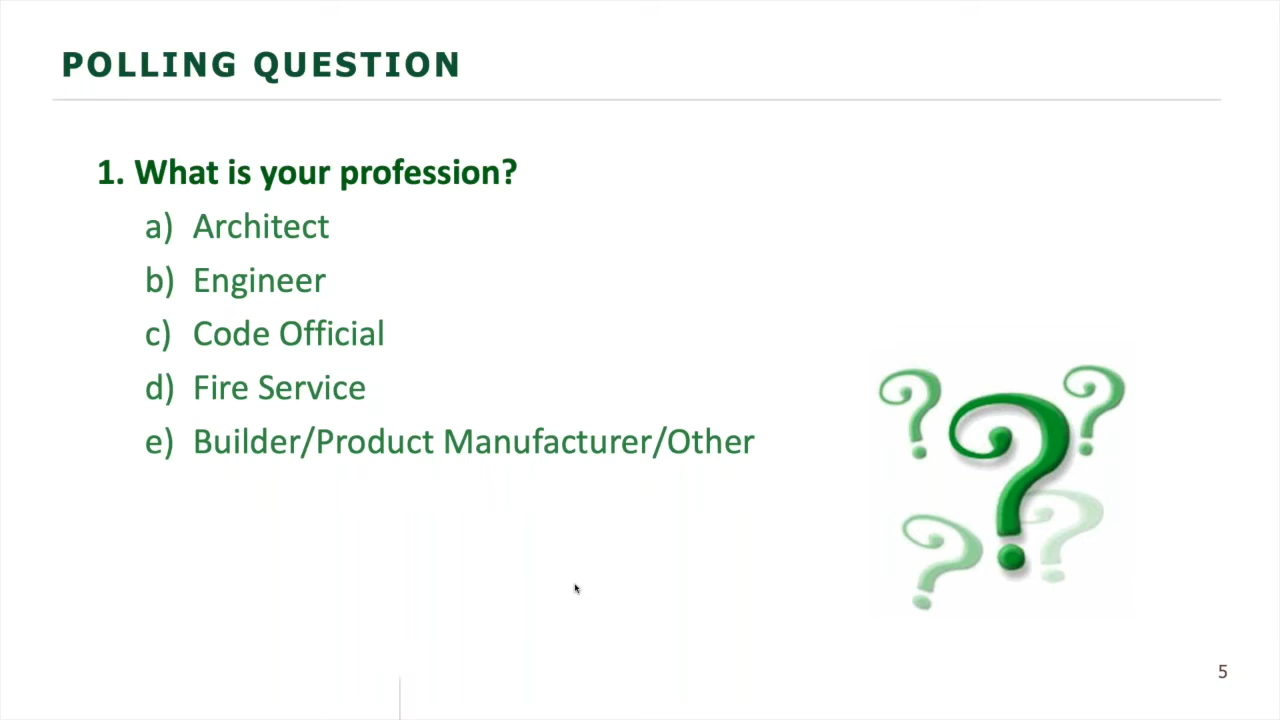 POLLING QUESTION
1. What is your profession?
a) Architect
b) Engineer
c) Code Official
d) Fire Service
e) Builder/Product Manufacturer/Other
5